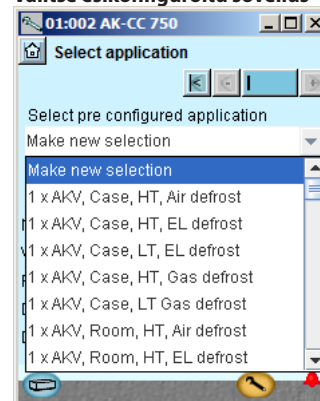 01:002 AK-CC 750
Select application
Select pre configured application
Make new selection
Make new selection
1 x AKV, Case, HT, Air defrost
1 x AKV, Case, HT, EL defrost
1 x AKV, Case, LT, EL defrost
1 x AKV, Case, HT, Gas defrost
1 x AKV, Case, LT Gas defrost
1 x AKV, Room, HT, Air defrost
1 x AKV, Room, HT, EL defrost